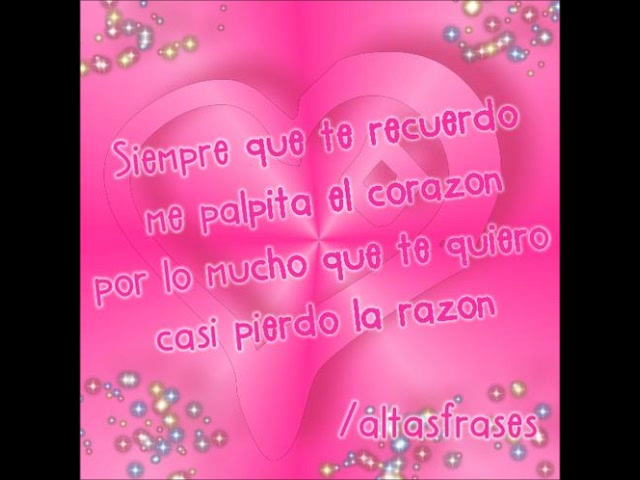 Siempre que te recuerdo
me palpita el corazon
por lo mucho que te quiero
casi pierdo la razon
/altasfrases